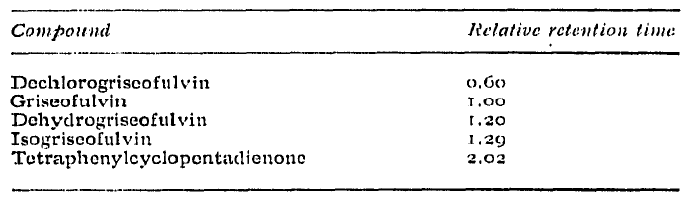 Compound Relative retention time
Dechlorogriseofulvin 0.60
Griseofulvin 1.00
Dehydrogriseofulvin 1.20
Isogriseofulvin 1.29
Tetraphenylcyclopentadienone 2.02